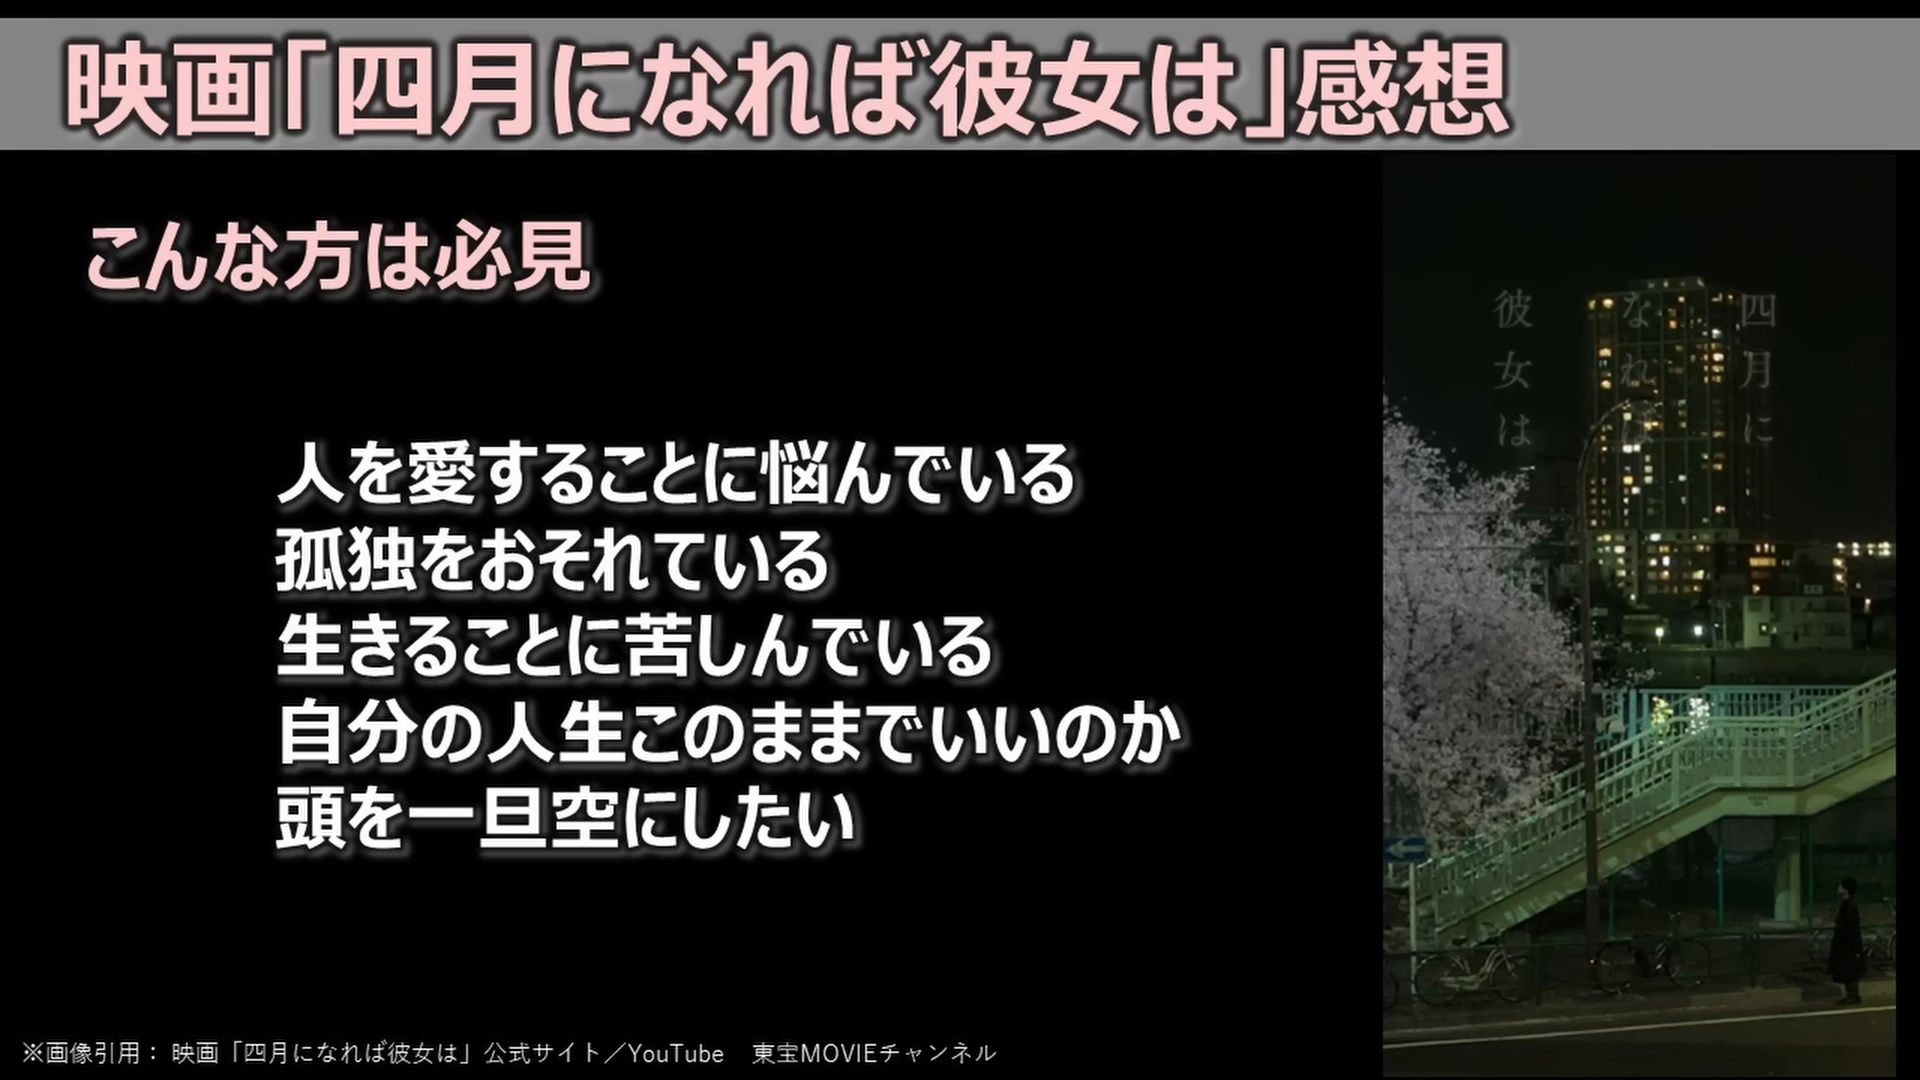 映画「四月になれば彼女は」感想
こんな方は必見
人を愛することに悩んでいる
孤独をおそれている
生きることに苦しんでいる
自分の人生このままでいいのか
頭を一旦空にしたい
四月に
なれば
彼女は
※画像引用： 映画「四月になれば彼女は」公式サイト／YouTube　東宝MOVIEチャンネル